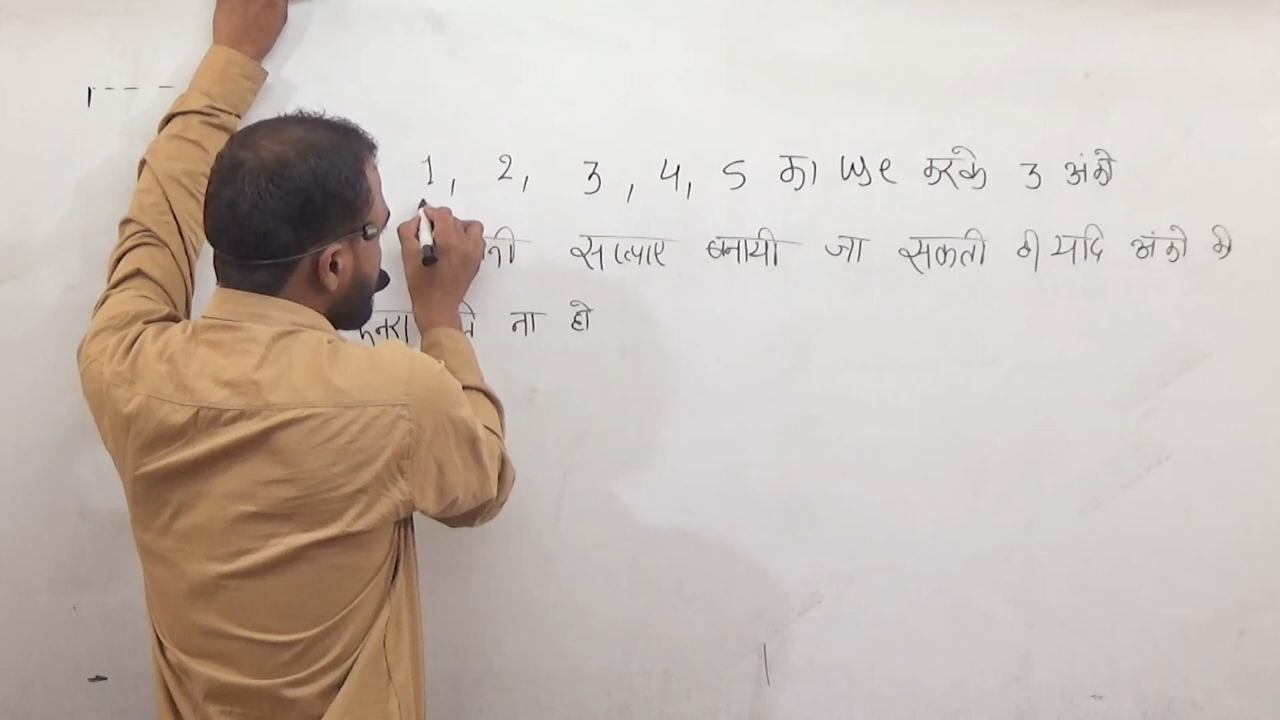 1, 2, 3, 4, 5 का use करके 3 अंको
संख्याए बनायी जा सकती है यदि अंको के
ना हो